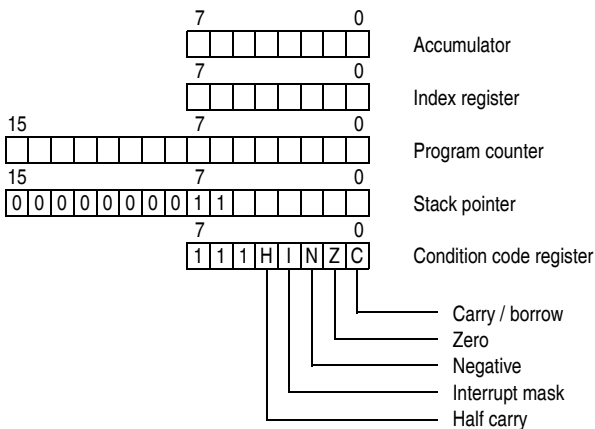 7 0
Accumulator
7 0
Index register
15 7 0
Program counter
15 7 0
0 0 0 0 0 0 0 0 1 1 Stack pointer
7 0
1 1 1 H I N Z C Condition code register
Carry / borrow
Zero
Negative
Interrupt mask
Half carry